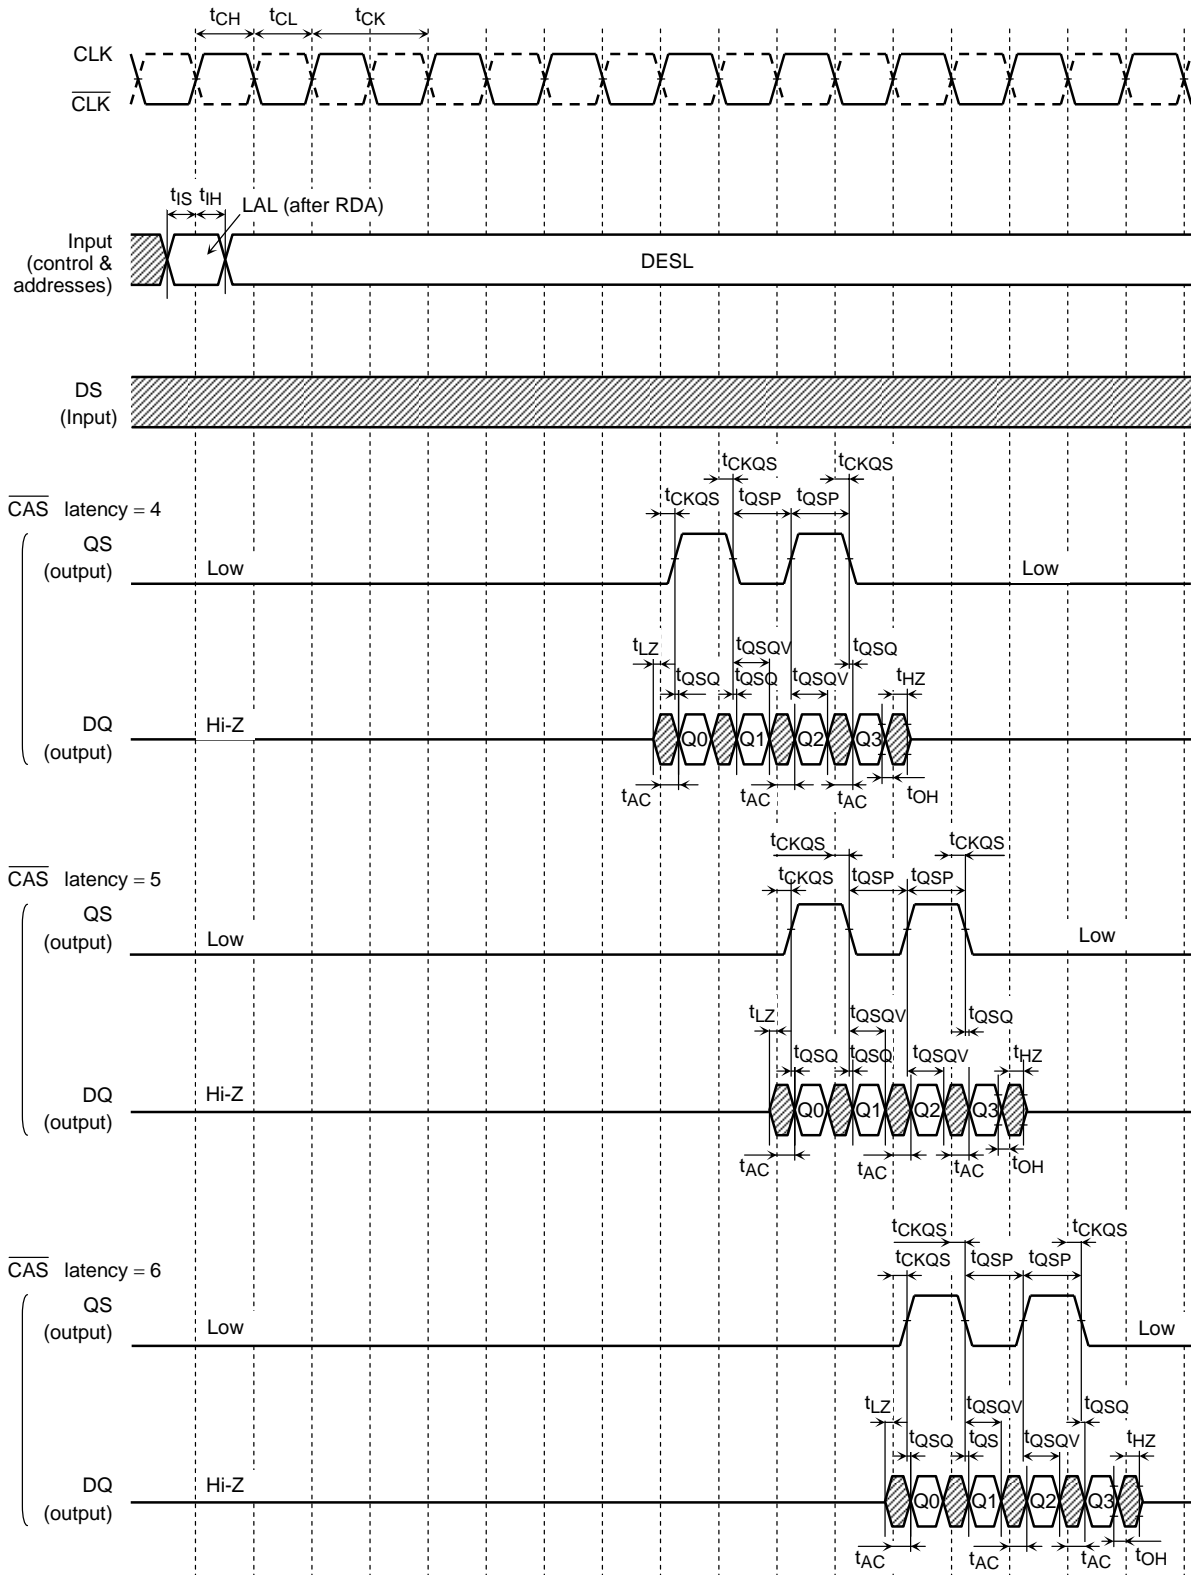 tCH tCL tCK
CLK
CLK
tIS tIH LAL (after RDA)
Input
(control &
addresses)
DESL
DS
(Input)
tCKQS tCKQS
CAS latency = 4
tCKQS tQSP tQSP
QS
(output)
Low
Low
tLZ tQSQV tQSQ
tQSQ tQSQ tQSQV tHZ
DQ
(output)
Hi-Z
Q0 Q1 Q2 Q3
tAC tAC tAC tOH
tCKQS tCKQS
CAS latency = 5
tCKQS tQSP tQSP
QS
(output)
Low
Low
tLZ tQSQV tQSQ
tQSQ tQSQ tQSQV tHZ
DQ
(output)
Hi-Z
Q0 Q1 Q2 Q3
tAC tAC tAC tOH
tCKQS tCKQS
CAS latency = 6
tCKQS tQSP tQSP
QS
(output)
Low
Low
tLZ tQSQV tQSQ
tQSQ tQS tQSQV tHZ
DQ
(output)
Hi-Z
Q0 Q1 Q2 Q3
tAC tAC tAC tOH